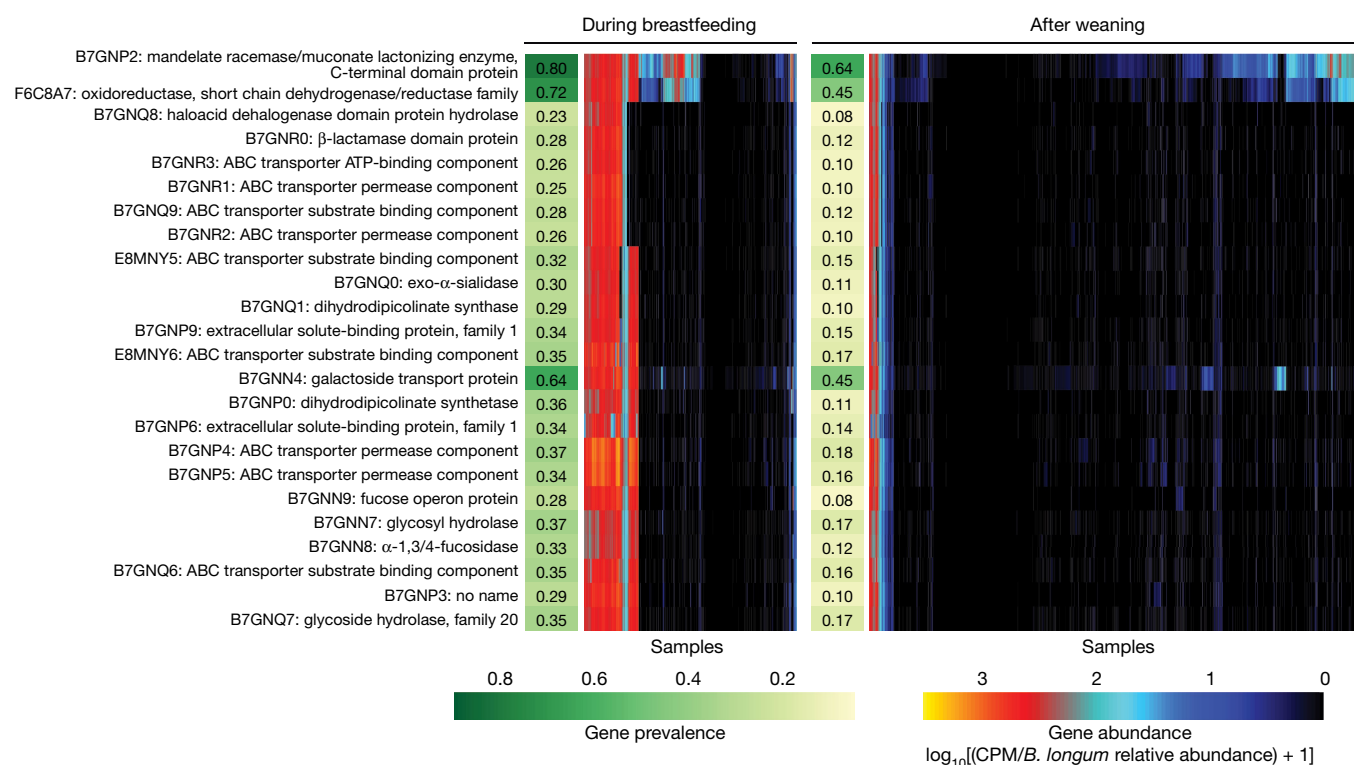 During breastfeeding
After weaning
B7GNP2: mandelate racemase/muconate lactonizing enzyme,
C-terminal domain protein
0.80
0.64
F6C8A7: oxidoreductase, short chain dehydrogenase/reductase family
0.72
0.45
B7GNQ8: haloacid dehalogenase domain protein hydrolase
0.23
0.08
B7GNR0: β-lactamase domain protein
0.28
0.12
B7GNR3: ABC transporter ATP-binding component
0.26
0.10
B7GNR1: ABC transporter permease component
0.25
0.10
B7GNQ9: ABC transporter substrate binding component
0.28
0.12
B7GNR2: ABC transporter permease component
0.26
0.10
E8MNY5: ABC transporter substrate binding component
0.32
0.15
B7GNQ0: exo-α-sialidase
0.30
0.11
B7GNQ1: dihydrodipicolinate synthase
0.29
0.10
B7GNP9: extracellular solute-binding protein, family 1
0.34
0.15
E8MNY6: ABC transporter substrate binding component
0.35
0.17
B7GNN4: galactoside transport protein
0.64
0.45
B7GNP0: dihydrodipicolinate synthetase
0.36
0.11
B7GNP6: extracellular solute-binding protein, family 1
0.34
0.14
B7GNP4: ABC transporter permease component
0.37
0.18
B7GNP5: ABC transporter permease component
0.34
0.16
B7GNN9: fucose operon protein
0.28
0.08
B7GNN7: glycosyl hydrolase
0.37
0.17
B7GNN8: α-1,3/4-fucosidase
0.33
0.12
B7GNQ6: ABC transporter substrate binding component
0.35
0.16
B7GNP3: no name
0.29
0.10
B7GNQ7: glycoside hydrolase, family 20
0.35
0.17
Samples
Samples
0.8 0.6 0.4 0.2
3 2 1 0
Gene prevalence
Gene abundance
log10[(CPM/B. longum relative abundance) + 1]